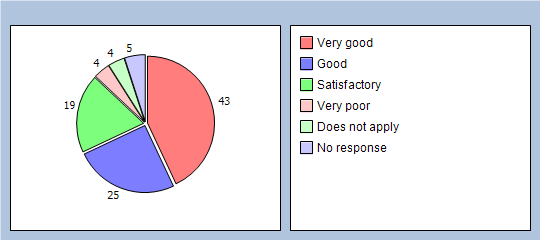 5
4
4
43
19
25
Very good
Good
Satisfactory
Very poor
Does not apply
No response